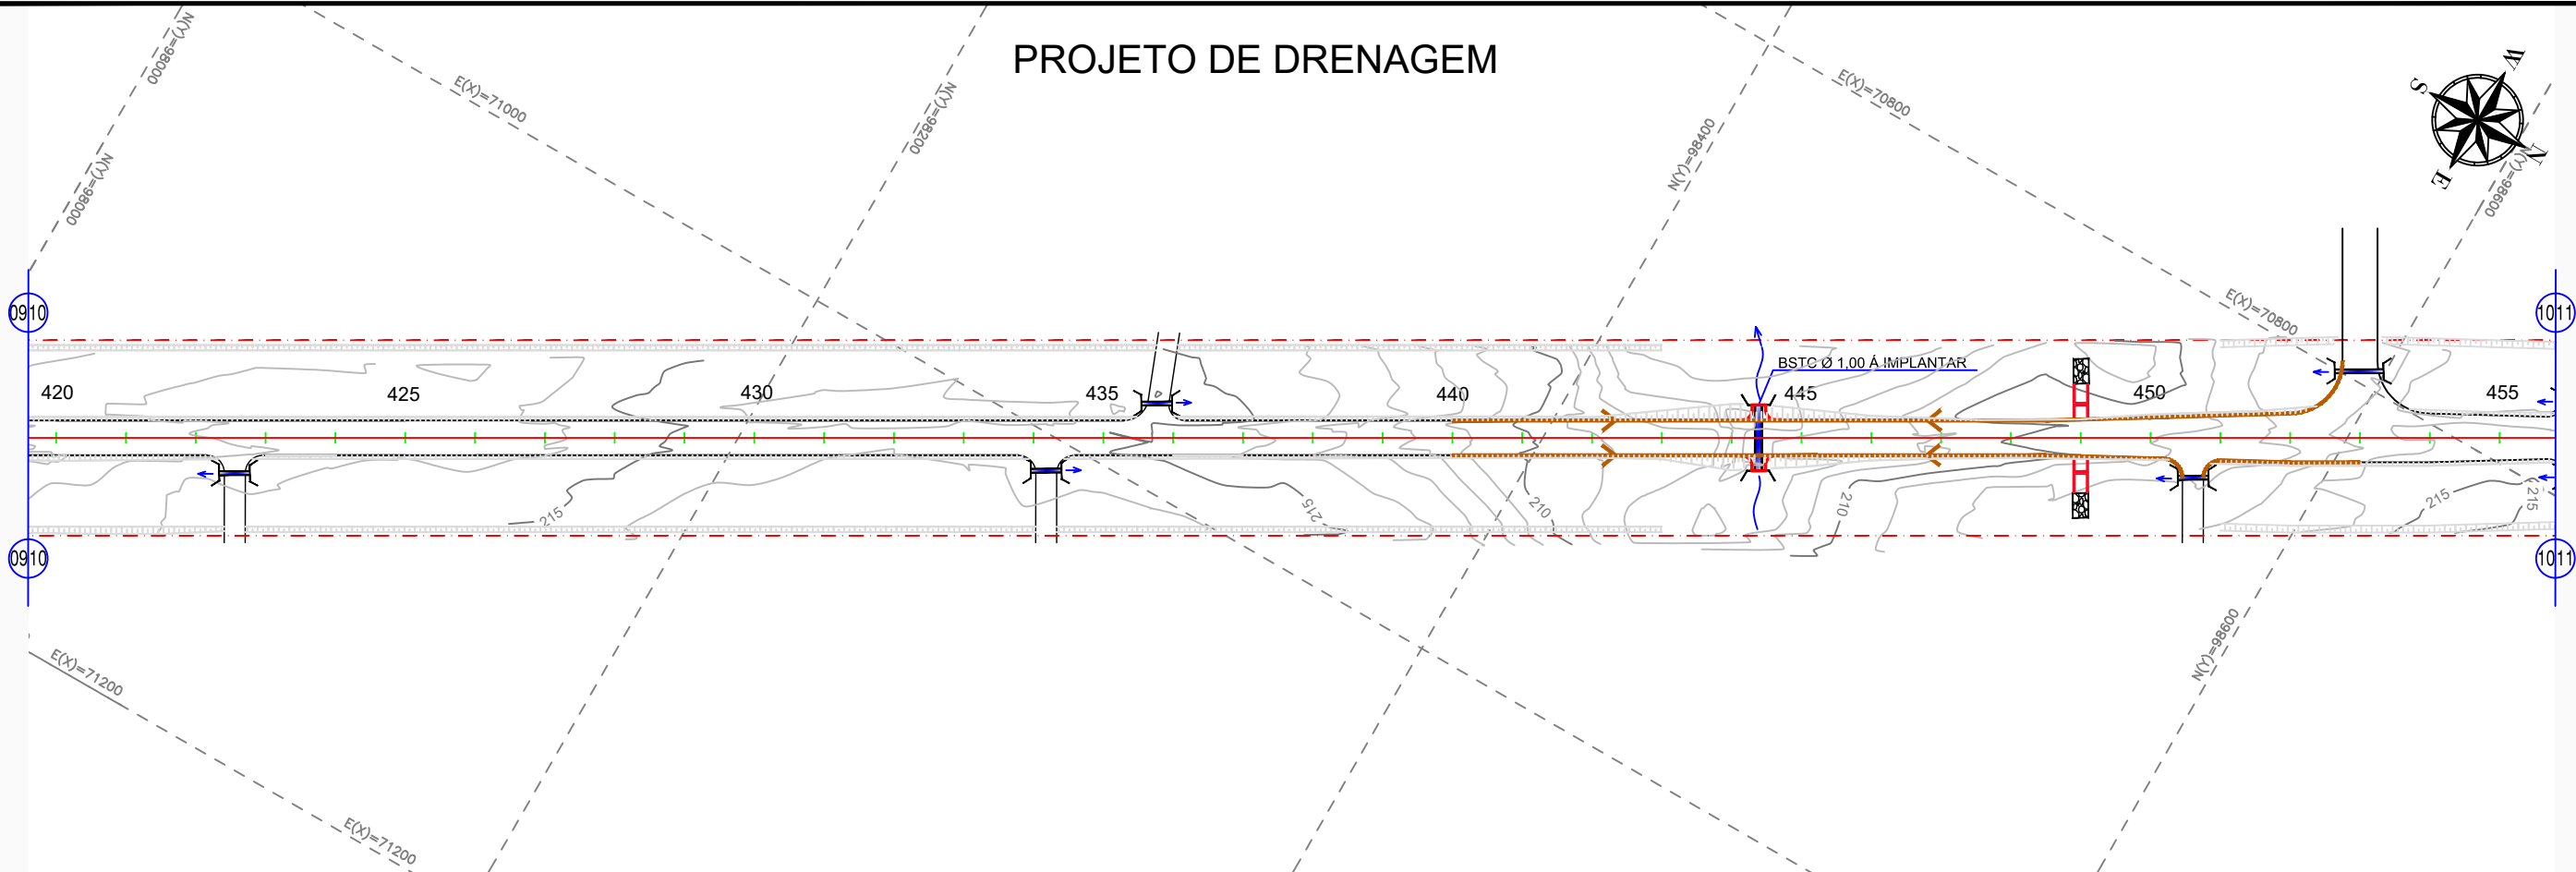 PROJETO DE DRENAGEM
N(Y)=98000
E(X)=71000
N(Y)=98200
E(X)=70800
W
S
N
E
N(Y)=98400
N(Y)=98000
N(Y)=98600
0910
E(X)=70800
1011
BSTC Ø 1,00 Á IMPLANTAR
420
425
430
435
440
445
450
455
215
215
210
210
215
215
0910
1011
E(X)=71200
N(Y)=98600
E(X)=71200